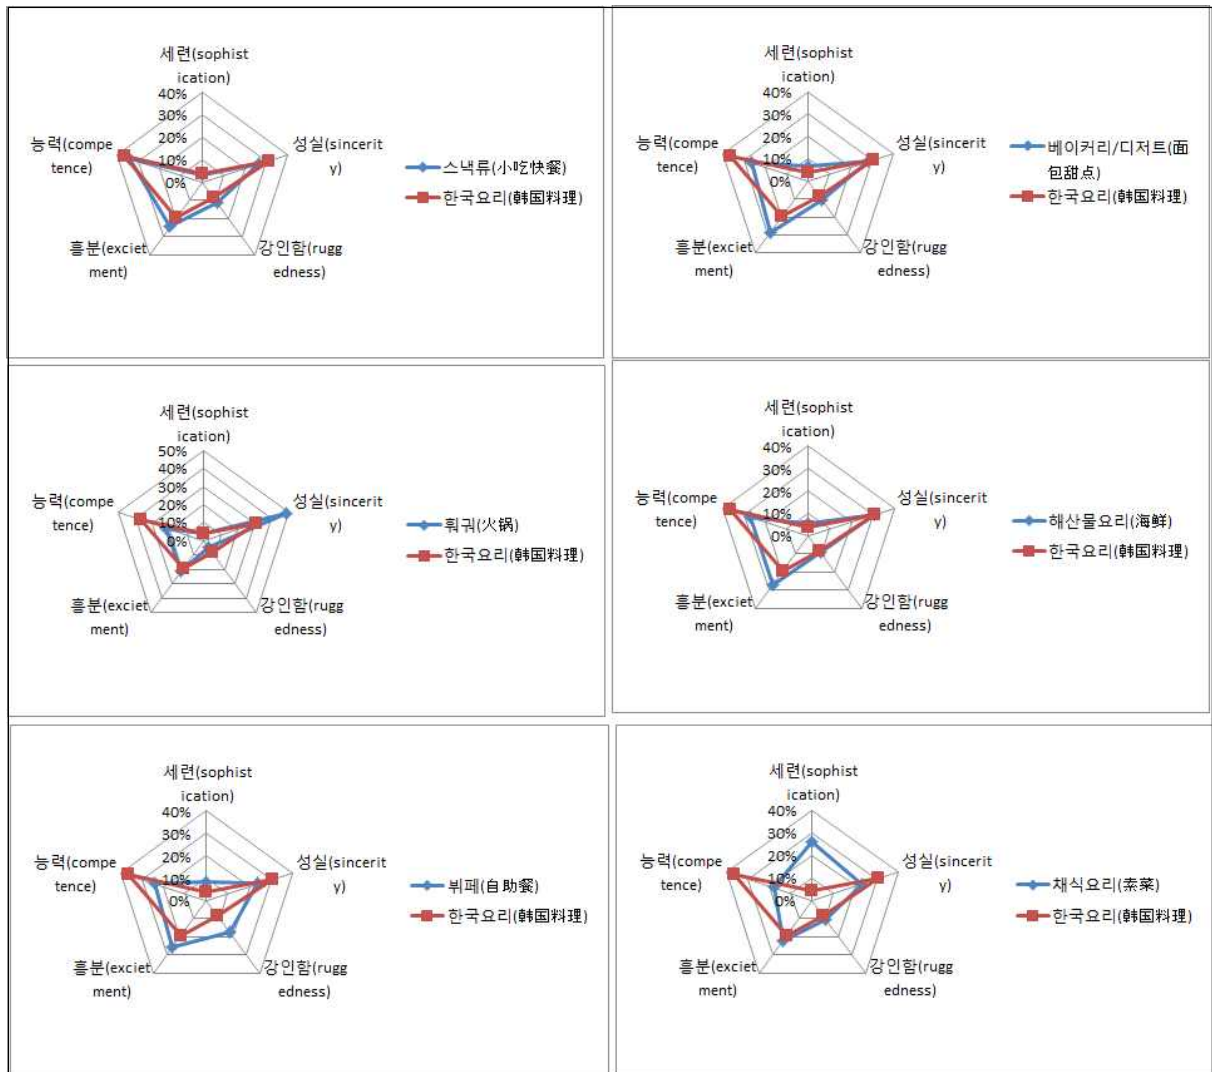 세련(sophist
ication)
40%
30%
20%
10%
0%
능력(compe
tence)
성실(sincerit
y)
흥분(exciet
ment)
강인함(rugg
edness)
스낵류(小吃快餐)
한국요리(韩国料理)
세련(sophist
ication)
40%
30%
20%
10%
0%
능력(compe
tence)
성실(sincerit
y)
흥분(exciet
ment)
강인함(rugg
edness)
베이커리/디저트(面
包甜点)
한국요리(韩国料理)
세련(sophist
ication)
50%
40%
30%
20%
10%
0%
능력(compe
tence)
성실(sincerit
y)
흥분(exciet
ment)
강인함(rugg
edness)
훠궈(火锅)
한국요리(韩国料理)
세련(sophist
ication)
40%
30%
20%
10%
0%
능력(compe
tence)
성실(sincerit
y)
흥분(exciet
ment)
강인함(rugg
edness)
해산물요리(海鲜)
한국요리(韩国料理)
세련(sophist
ication)
40%
30%
20%
10%
0%
능력(compe
tence)
성실(sincerit
y)
흥분(exciet
ment)
강인함(rugg
edness)
뷔페(自助餐)
한국요리(韩国料理)
세련(sophist
ication)
40%
30%
20%
10%
0%
능력(compe
tence)
성실(sincerit
y)
흥분(exciet
ment)
강인함(rugg
edness)
채식요리(素菜)
한국요리(韩国料理)